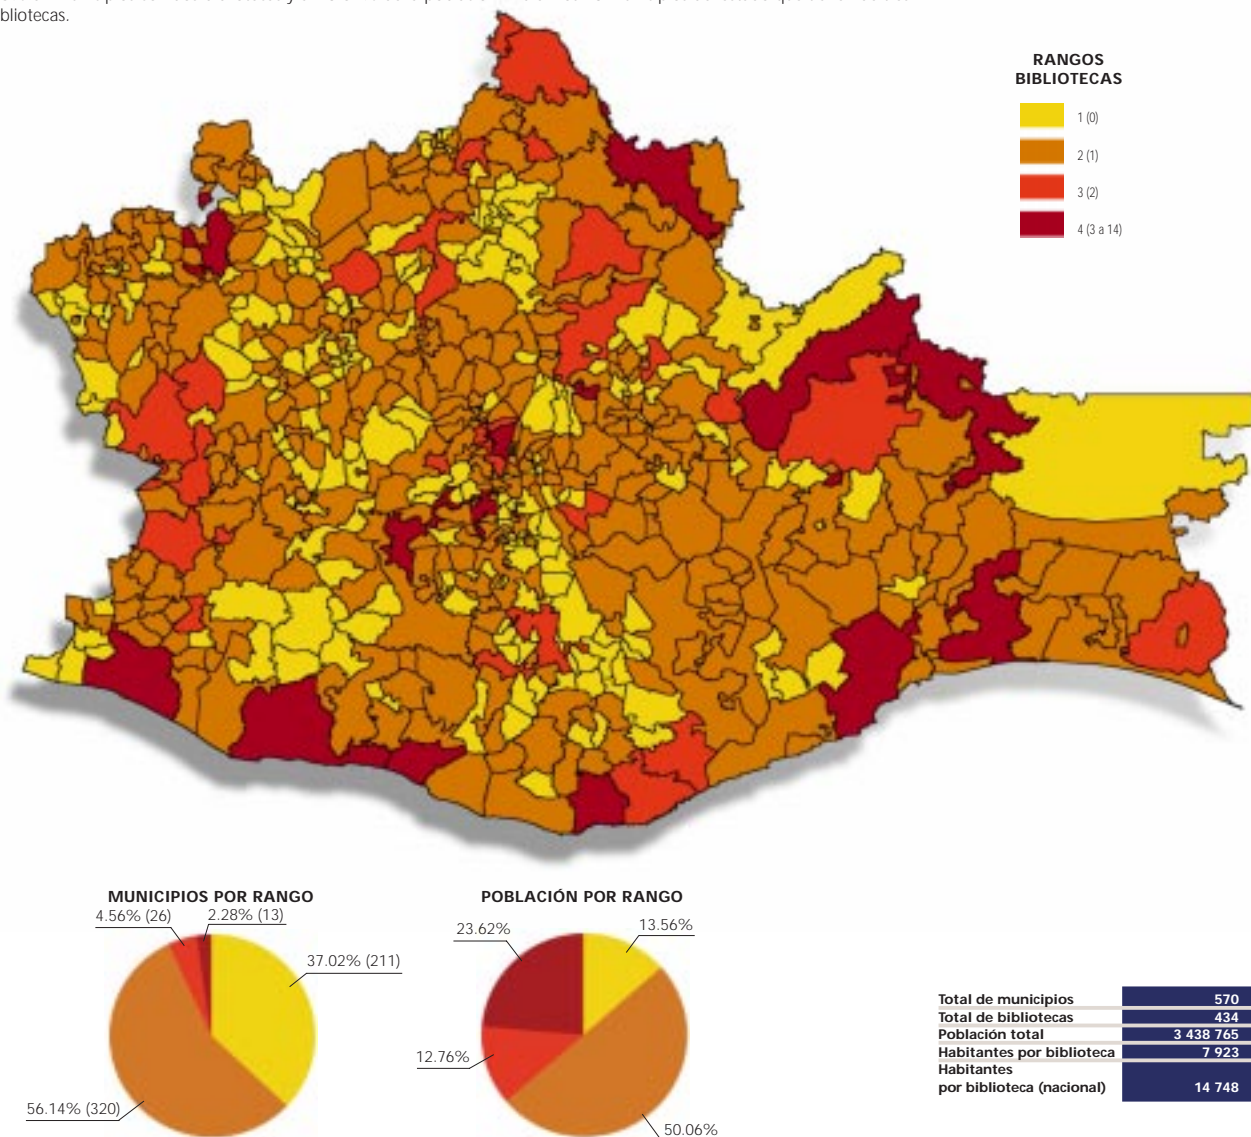 bliotecas.
RANGOS
BIBLIOTECAS
1 (0)
2 (1)
3 (2)
4 (3 a 14)
MUNICIPIOS POR RANGO
4.56% (26)
2.28% (13)
37.02% (211)
56.14% (320)
POBLACIÓN POR RANGO
23.62%
13.56%
12.76%
50.06%
Total de municipios 570
Total de bibliotecas 434
Población total 3 438 765
Habitantes por biblioteca 7 923
Habitantes
por biblioteca (nacional) 14 748